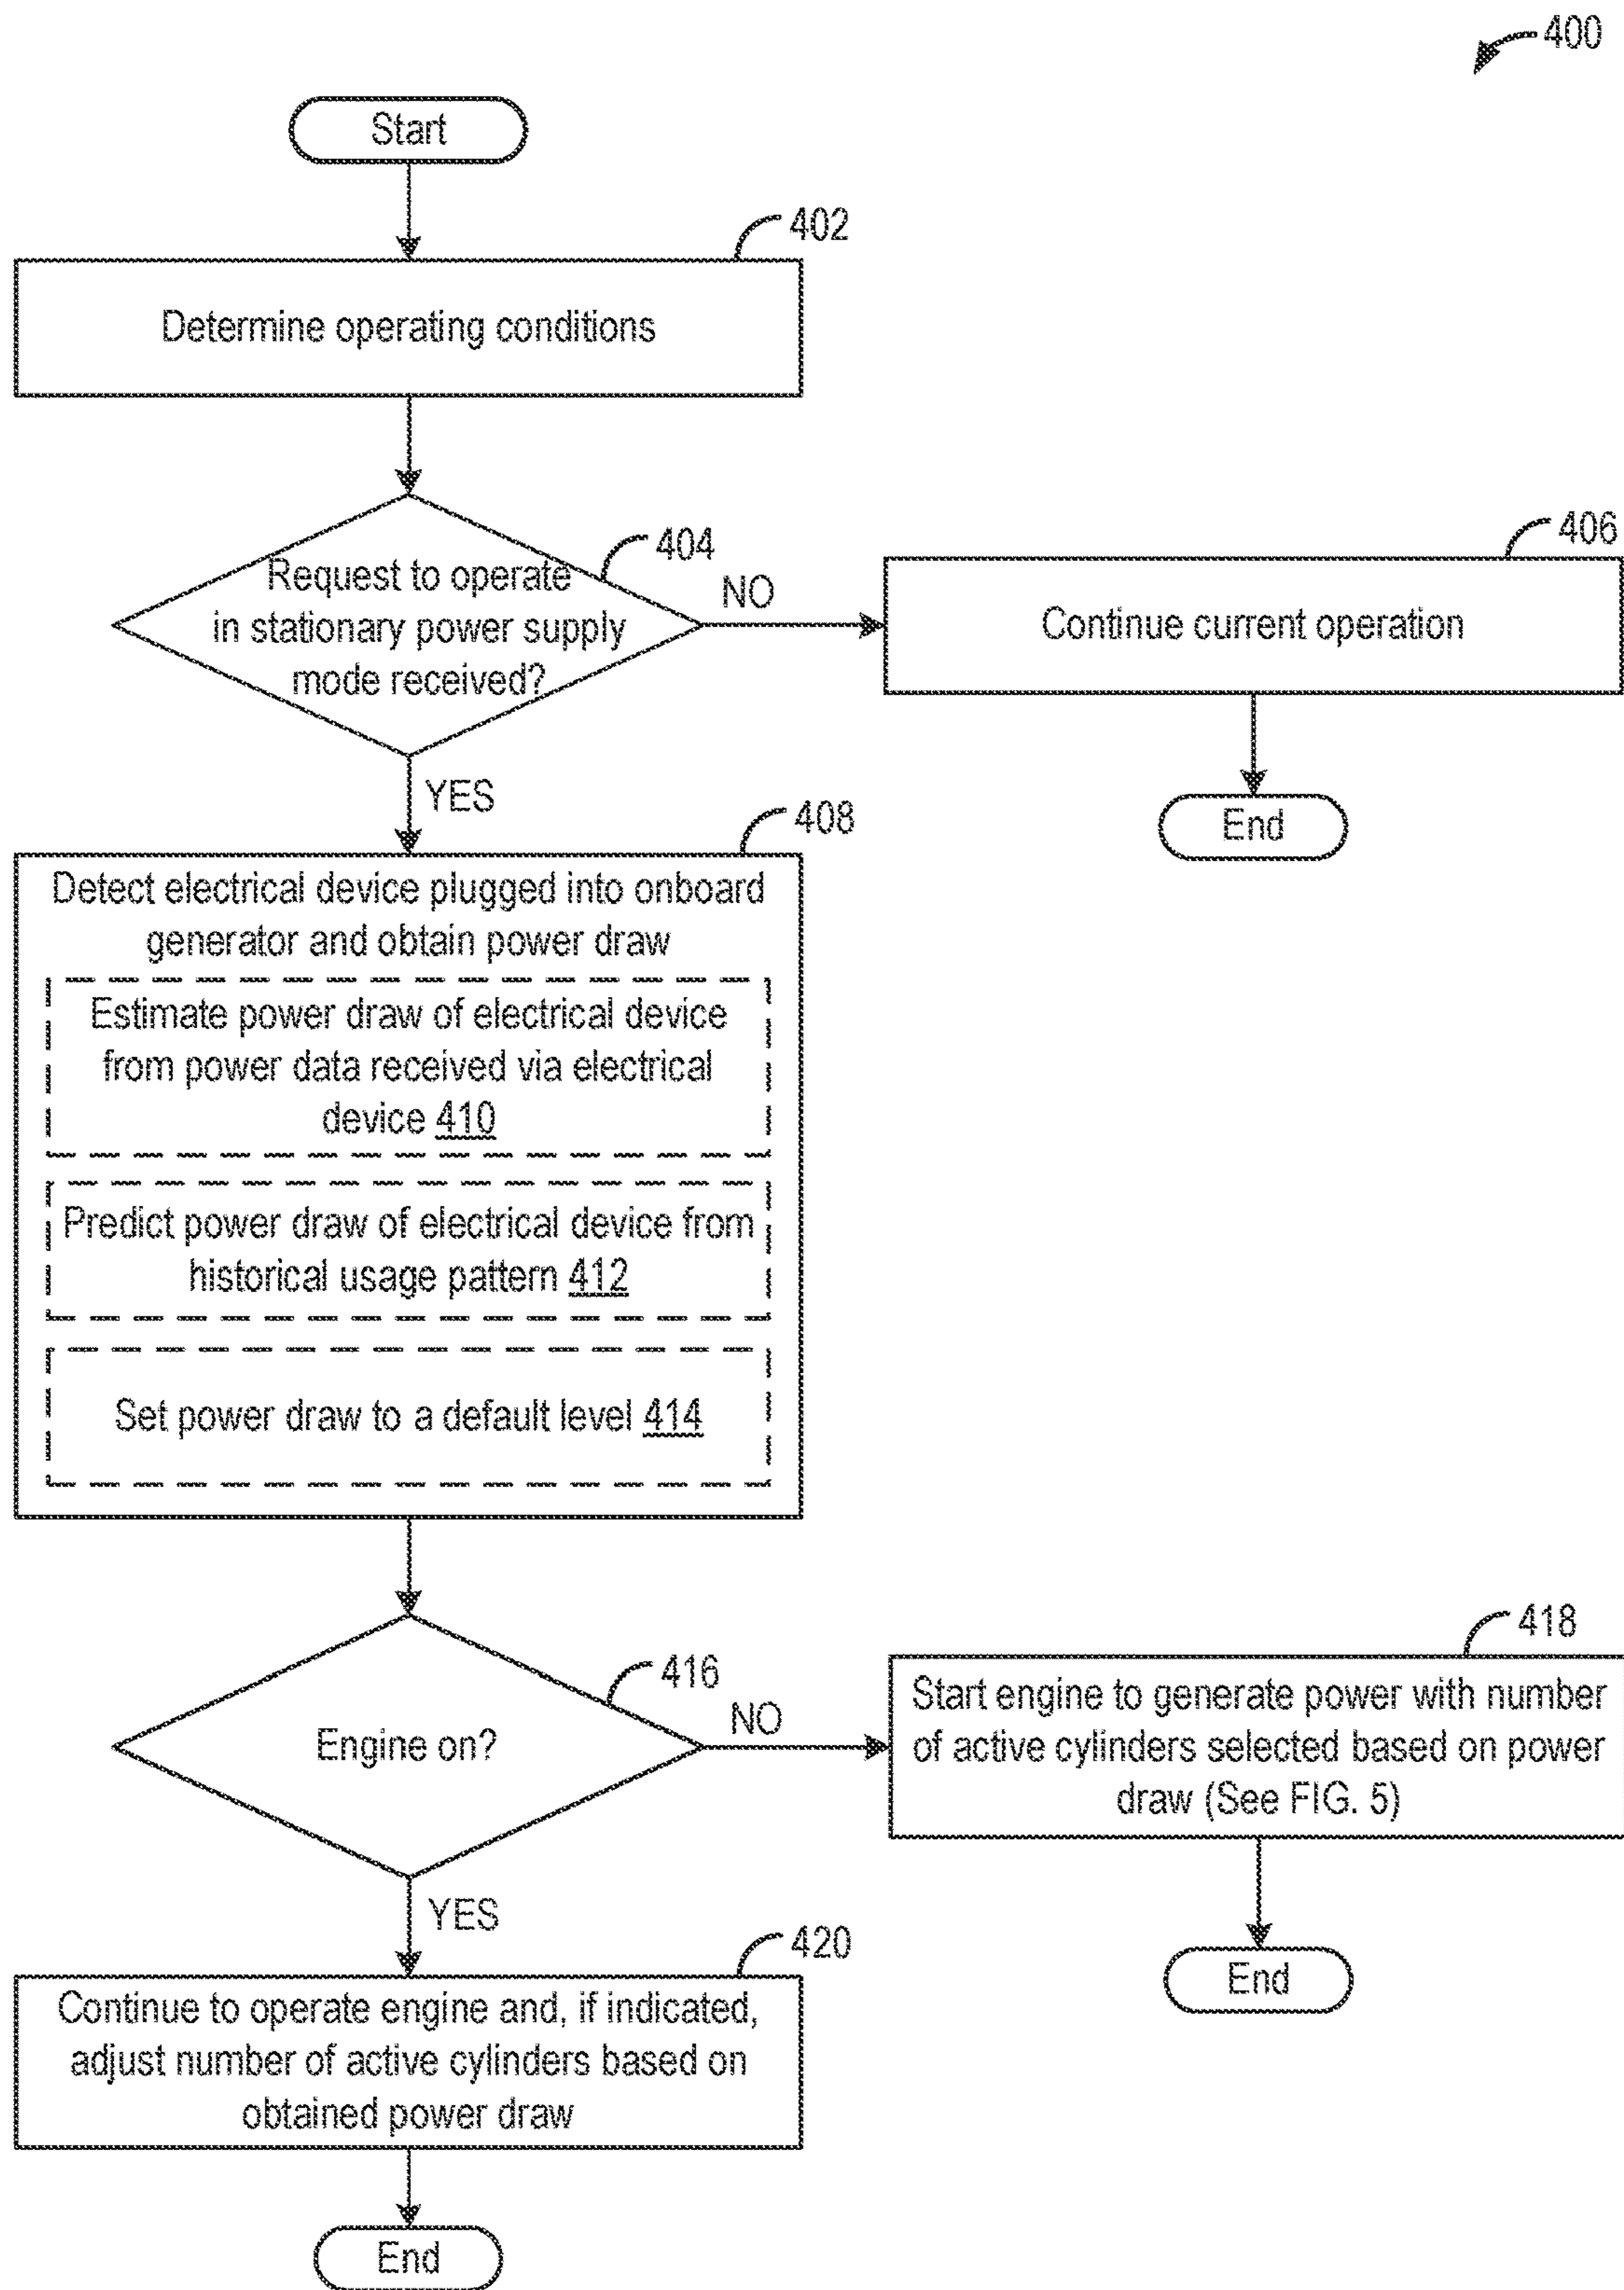 400
Start
402
Determine operating conditions
404
Request to operate
in stationary power supply
mode received?
NO
406
Continue current operation
End
YES
408
Detect electrical device plugged into onboard
generator and obtain power draw
Estimate power draw of electrical device
from power data received via electrical
device 410
Predict power draw of electrical device from
historical usage pattern 412
Set power draw to a default level 414
416
Engine on?
NO
418
Start engine to generate power with number
of active cylinders selected based on power
draw (See FIG. 5)
End
YES
420
Continue to operate engine and, if indicated,
adjust number of active cylinders based on
obtained power draw
End